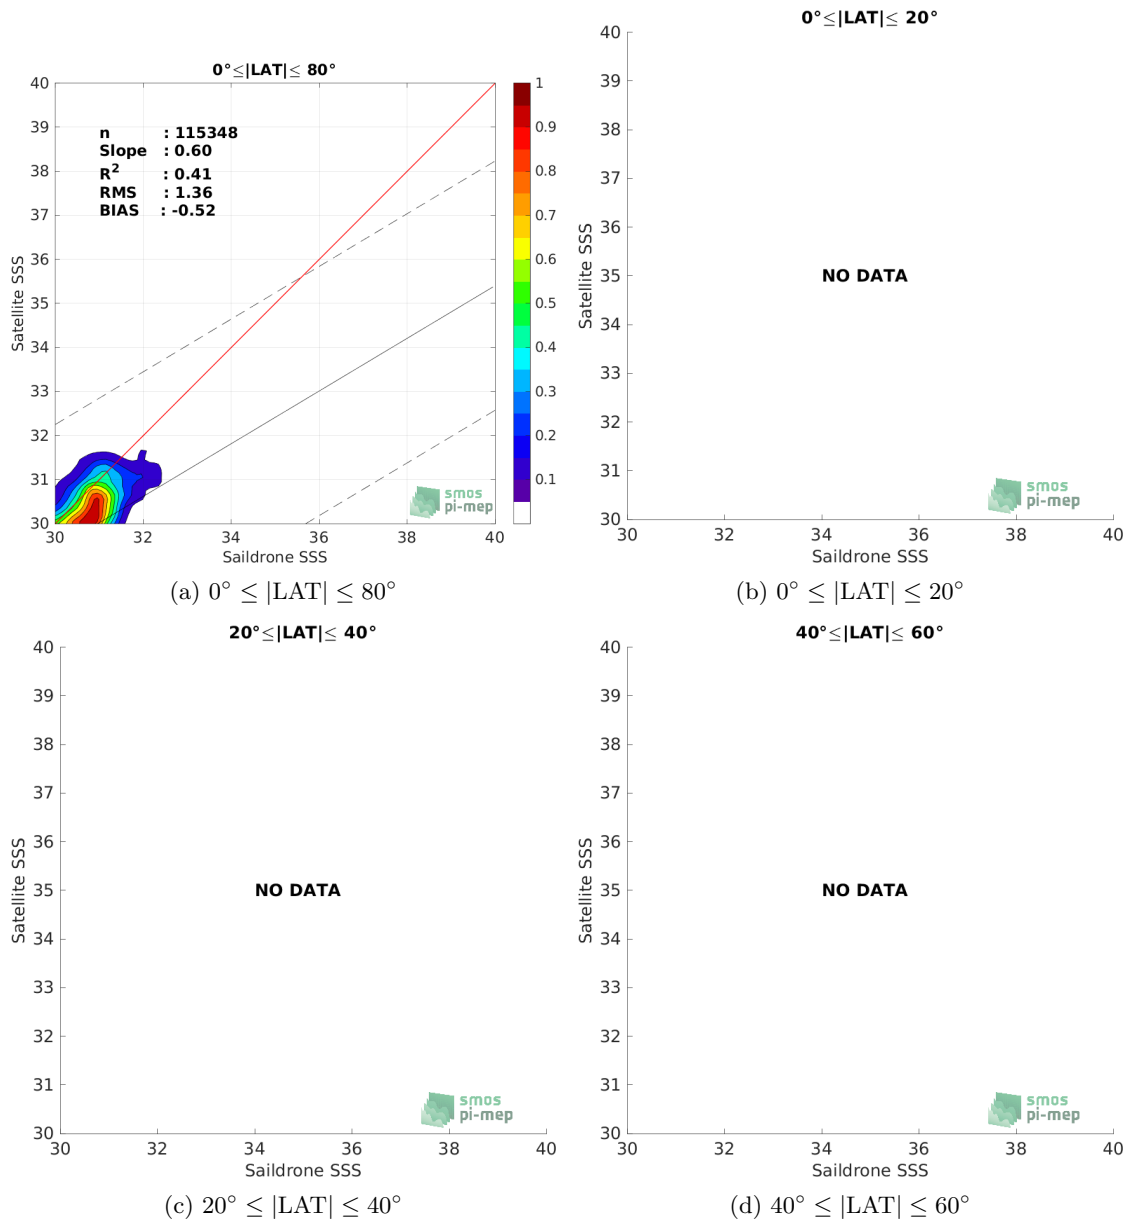 0°≤|LAT|≤ 80°
40
39
38
37
36
35
34
33
32
31
30
Satellite SSS
n : 115348
Slope : 0.60
R² : 0.41
RMS : 1.36
BIAS : -0.52
smos
pi-mep
30 32 34 36 38 40
Saildrone SSS
1
0.9
0.8
0.7
0.6
0.5
0.4
0.3
0.2
0.1
(a) 0° ≤ |LAT| ≤ 80°
0°≤|LAT|≤ 20°
40
39
38
37
36
35
34
33
32
31
30
Satellite SSS
NO DATA
smos
pi-mep
30 32 34 36 38 40
Saildrone SSS
(b) 0° ≤ |LAT| ≤ 20°
20°≤|LAT|≤ 40°
40
39
38
37
36
35
34
33
32
31
30
Satellite SSS
NO DATA
smos
pi-mep
30 32 34 36 38 40
Saildrone SSS
(c) 20° ≤ |LAT| ≤ 40°
40°≤|LAT|≤ 60°
40
39
38
37
36
35
34
33
32
31
30
Satellite SSS
NO DATA
smos
pi-mep
30 32 34 36 38 40
Saildrone SSS
(d) 40° ≤ |LAT| ≤ 60°